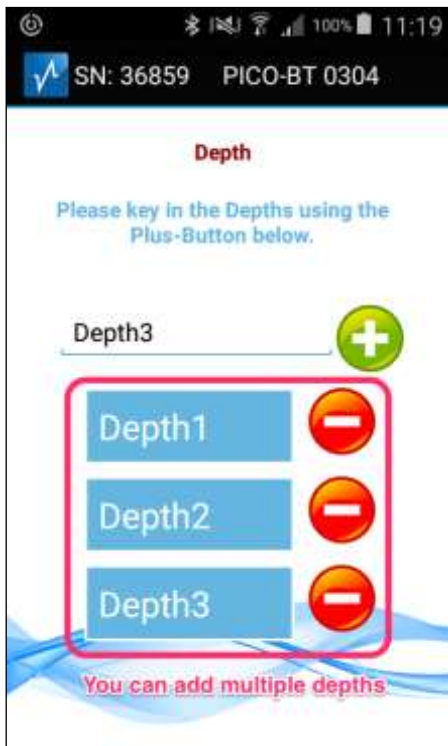 100% 11:19
SN: 36859 PICO-BT 0304
Depth
Please key in the Depths using the
Plus-Button below.
Depth3
Depth1
Depth2
Depth3
You can add multiple depths